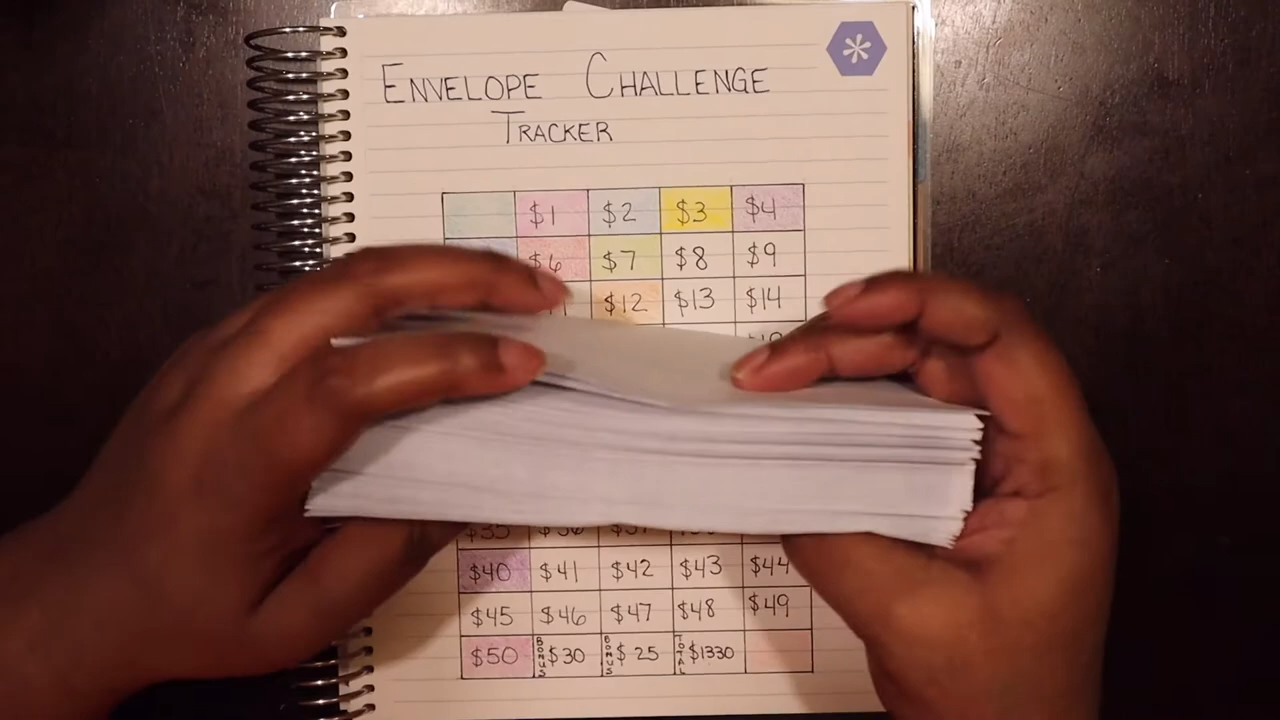 ENVELOPE CHALLENGE
TRACKER
$1 $2 $3 $4
$6 $7 $8 $9
$12 $13 $14
$40 $41 $42 $43 $44
$45 $46 $47 $48 $49
$50 BONUS $30 BONUS $25 TOTAL $1330